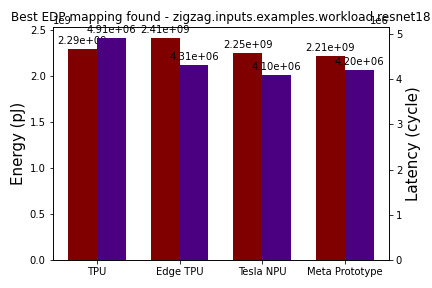 Best EDP mapping found - zigzag.inputs.examples.workload.resnet18
1e9
1e6
2.29e+09
4.91e+06
2.41e+09
4.31e+06
2.25e+09
4.10e+06
2.21e+09
4.20e+06
2.5
2.0
1.5
1.0
0.5
0.0
Energy (pJ)
5
4
3
2
1
0
Latency (cycle)
TPU
Edge TPU
Tesla NPU
Meta Prototype